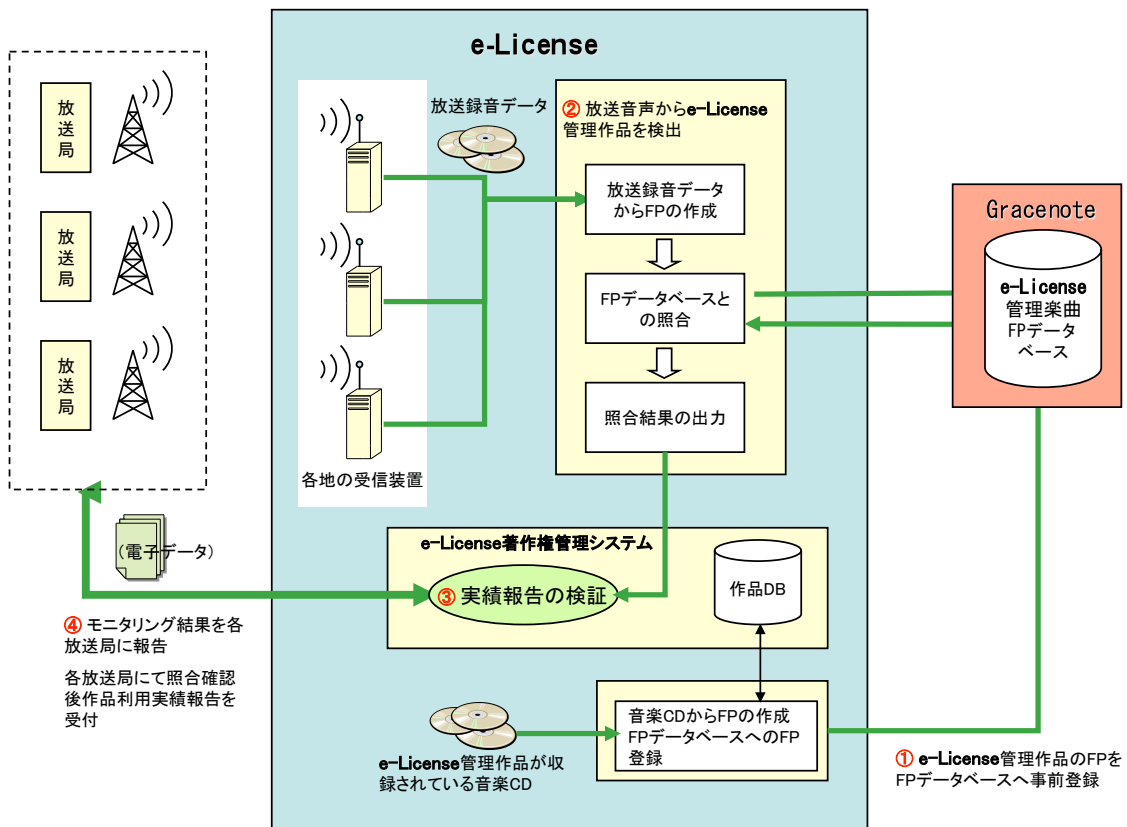 e-License
放送局
放送局
放送局
放送録音データ
各地の受信装置
② 放送音声からe-License
管理作品を検出
放送録音データ
からFPの作成
FPデータベースと
の照合
照合結果の出力
Gracenote
e-License
管理楽曲
FPデータ
ベース
e-License著作権管理システム
③ 実績報告の検証
作品DB
(電子データ)
④ モニタリング結果を各
放送局に報告
各放送局にて照合確認
後作品利用実績報告を
受付
e-License管理作品が収
録されている音楽CD
音楽CDからFPの作成
FPデータベースへのFP
登録
① e-License管理作品のFPを
FPデータベースへ事前登録